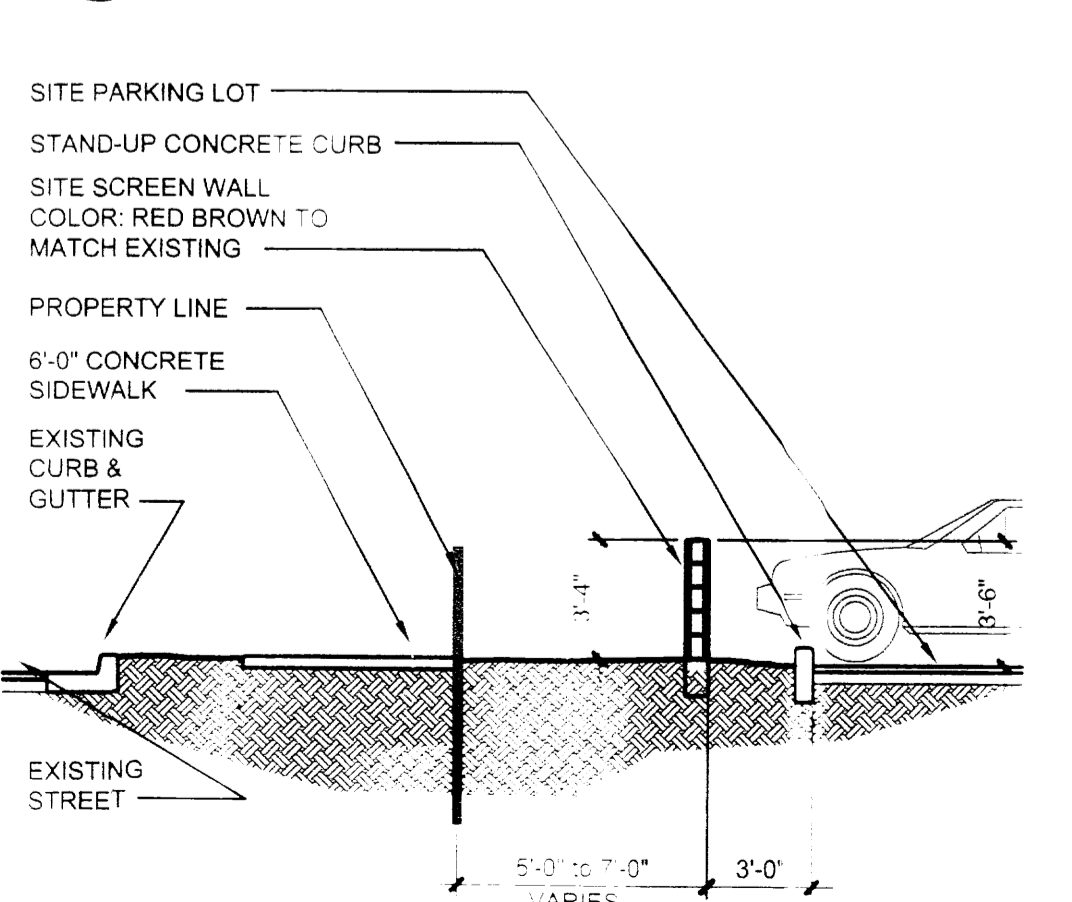 SITE PARKING LOT
STAND-UP CONCRETE CURB
SITE SCREEN WALL
COLOR: RED BROWN TO
MATCH EXISTING
PROPERTY LINE
6'-0" CONCRETE
SIDEWALK
EXISTING
CURB &
GUTTER
3'-4"
3'-6"
EXISTING
STREET
5'-0" to 7'-0"
VARIES
3'-0"